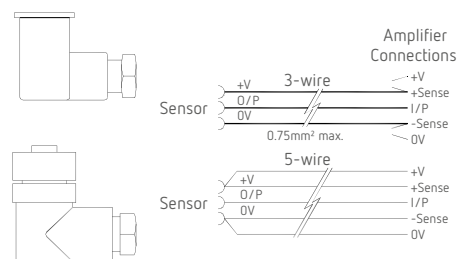 Amplifier
Connections
3-wire
+V
+V
+Sense
O/P
I/P
Sensor
0V
-Sense
0.75mm² max.
0V
5-wire
+V
+V
+Sense
O/P
I/P
Sensor
0V
-Sense
0V